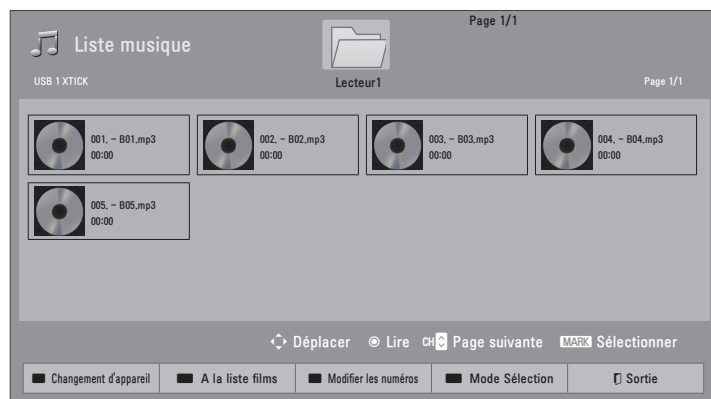 Page 1/1
Liste musique
Lecteur1
USB 1 XTICK
Page 1/1
001. - B01.mp3
00:00
002. - B02.mp3
00:00
003. - B03.mp3
00:00
004. - B04.mp3
00:00
005. - B05.mp3
00:00
Déplacer Lire CH Page suivante MARK Sélectionner
Changement d'appareil A la liste films Modifier les numéros Mode Sélection Sortie